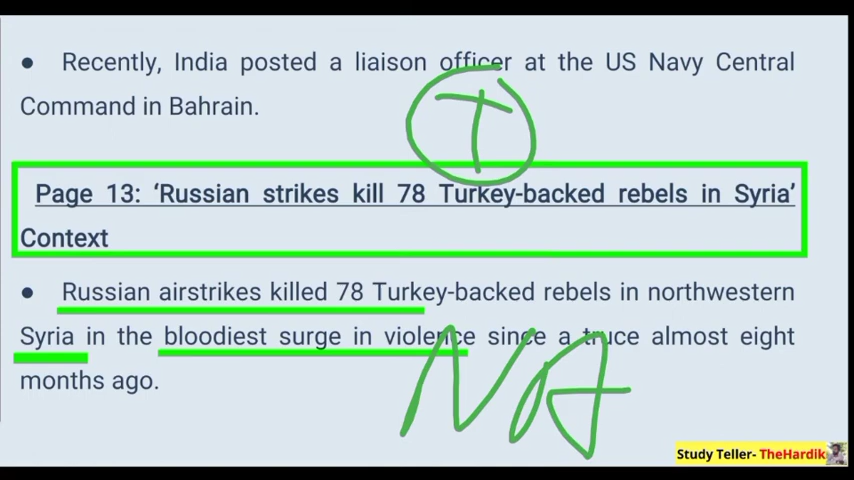 ● Recently, India posted a liaison officer at the US Navy Central
Command in Bahrain.
T
Page 13: ‘Russian strikes kill 78 Turkey-backed rebels in Syria’
Context
● Russian airstrikes killed 78 Turkey-backed rebels in northwestern
Syria in the bloodiest surge in violence since a truce almost eight
months ago.
NA
Study Teller- TheHardik